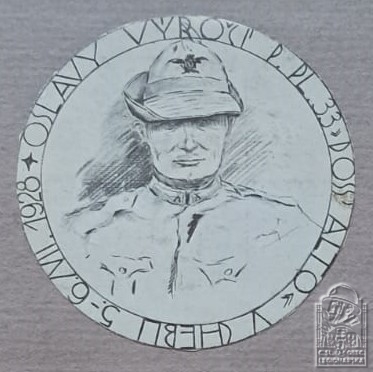 OSLAVY VÝROČÍ P. PL. 33 »DOSS ALTO« V CHEBU 5.-6./VII. 1928 ✦